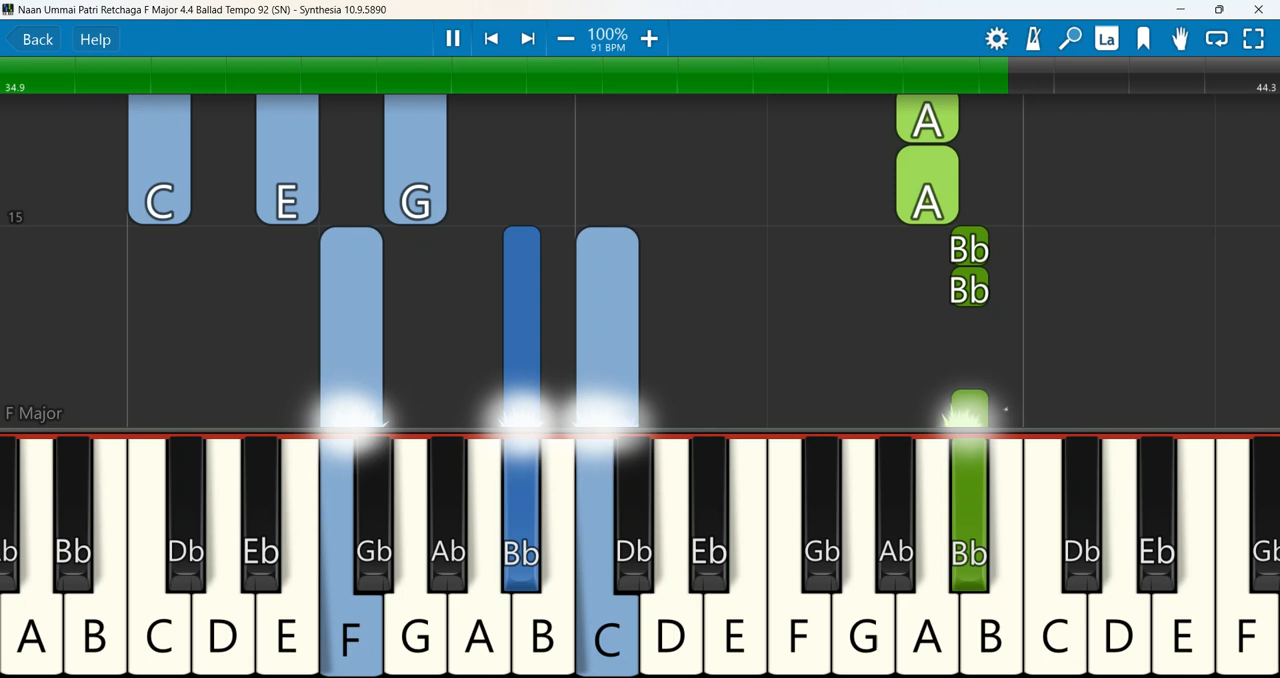 Naan Ummai Patri Retchaga F Major 4.4 Ballad Tempo 92 (SN) - Synthesia 10.9.5890
Back Help 100% La
91 BPM
34.9 44.3
A
C E G A
15
Bb
Bb
F Major
b Bb Db Eb Gb Ab Bb Db Eb Gb Ab Bb Db Eb Gb
A B C D E F G A B C D E F G A B C D E F